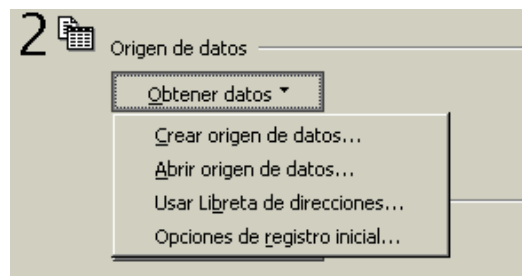 2
Origen de datos
Obtener datos
Crear origen de datos...
Abrir origen de datos...
Usar Libreta de direcciones...
Opciones de registro inicial...